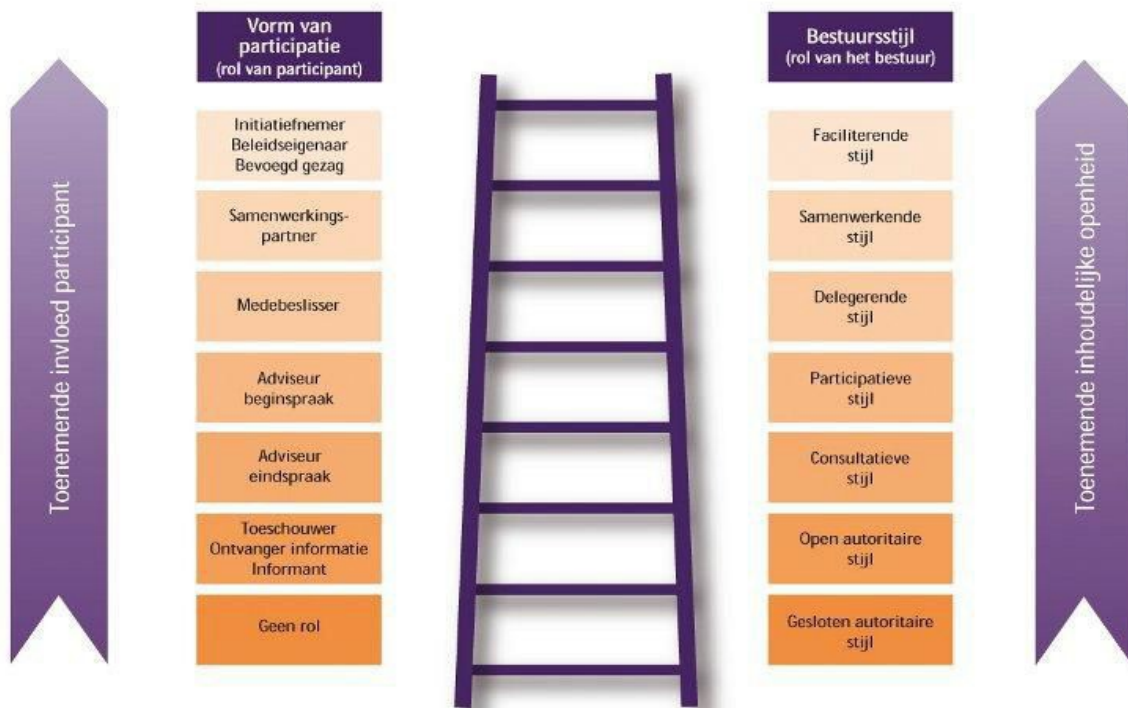 Vorm van
participatie
(rol van participant)
Bestuursstijl
(rol van het bestuur)
Toenemende invloed participant
Initiatiefnemer
Beleidseigenaar
Bevoegd gezag
Faciliterende
stijl
Samenwerkings-
partner
Samenwerkende
stijl
Medebeslisser
Delegerende
stijl
Adviseur
beginspraak
Participatieve
stijl
Adviseur
eindspraak
Consultatieve
stijl
Toeschouwer
Ontvanger informatie
Informant
Open autoritaire
stijl
Geen rol
Gesloten autoritaire
stijl
Toenemende inhoudelijke openheid